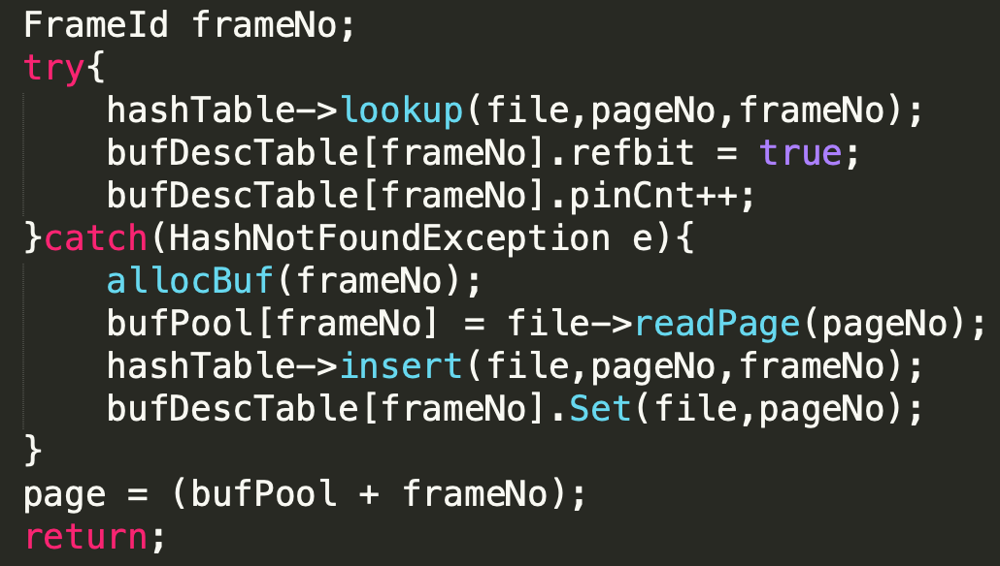 FrameId frameNo;
try{
    hashTable->lookup(file,pageNo,frameNo);
    bufDescTable[frameNo].refbit = true;
    bufDescTable[frameNo].pinCnt++;
}catch(HashNotFoundException e){
    allocBuf(frameNo);
    bufPool[frameNo] = file->readPage(pageNo);
    hashTable->insert(file,pageNo,frameNo);
    bufDescTable[frameNo].Set(file,pageNo);
}
page = (bufPool + frameNo);
return;